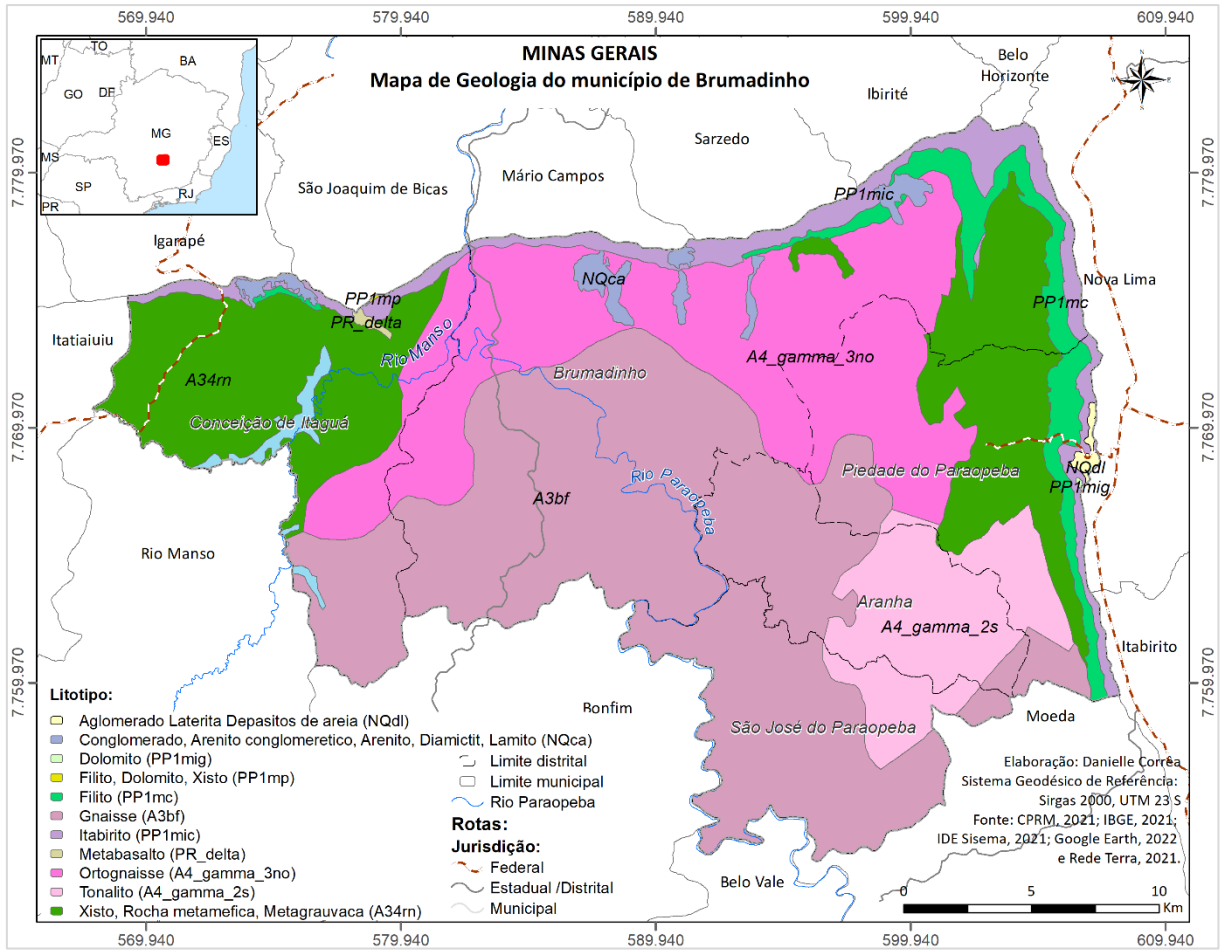 569.940
579.940
589.940
599.940
609.940
MINAS GERAIS
Mapa de Geologia do município de Brumadinho
TO
MT
BA
GO
DF
MG
ES
MS
SP
RJ
PR
N
Belo
Horizonte
Ibirité
Sarzedo
Mário Campos
São Joaquim de Bicas
Igarapé
Itatiaiuiu
Nova Lima
7.779.970
7.779.970
PP1mic
NQca
PP1mp
PR_delta
PP1mc
Rio Manso
A4_gamma_3no
A34rn
Brumadinho
Conceição de Itaguá
7.769.970
7.769.970
Piedade do Paraopeba
NQdl
PP1mig
Rio Paraopeba
A3bf
Rio Manso
Aranha
A4_gamma_2s
Itabirito
7.759.970
7.759.970
Bonfim
São José do Paraopeba
Moeda
Belo Vale
Litotipo:
Aglomerado Laterita Depositos de areia (NQdl)
Conglomerado, Arenito conglomeretico, Arenito, Diamictit, Lamito (NQca)
Dolomito (PP1mig)
Filito, Dolomito, Xisto (PP1mp)
Filito (PP1mc)
Gnaisse (A3bf)
Itabirito (PP1mic)
Metabasalto (PR_delta)
Ortognaisse (A4_gamma_3no)
Tonalito (A4_gamma_2s)
Xisto, Rocha metamefica, Metagrauvaca (A34rn)
Limite distrital
Limite municipal
Rio Paraopeba
Rotas:
Jurisdição:
Federal
Estadual /Distrital
Municipal
Elaboração: Danielle Corrêa
Sistema Geodésico de Referência:
Sirgas 2000, UTM 23 S
Fonte: CPRM, 2021; IBGE, 2021;
IDE Sisema, 2021; Google Earth, 2022
e Rede Terra, 2021.
0
5
10
Km
569.940
579.940
589.940
599.940
609.940